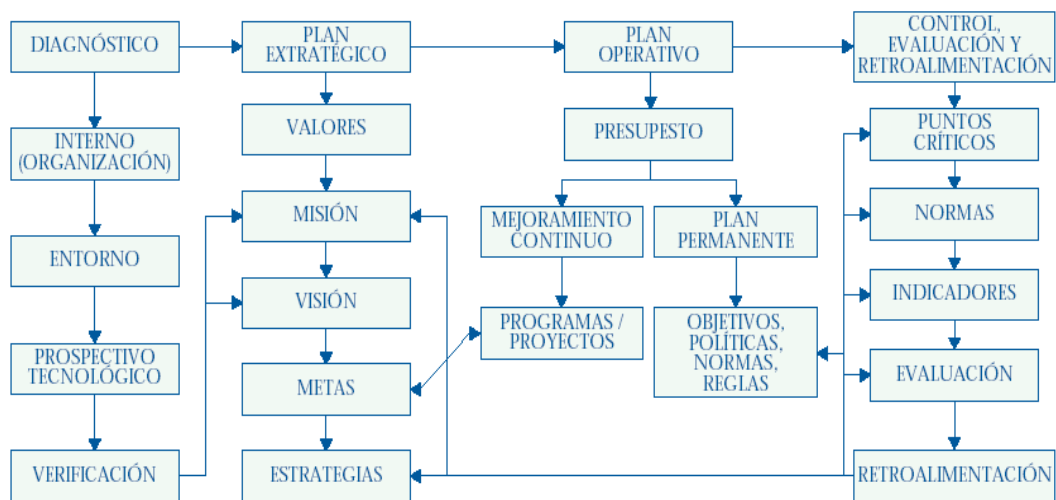 DIAGNÓSTICO
PLAN
EXTRATÉGICO
PLAN
OPERATIVO
CONTROL,
EVALUACIÓN Y
RETROALIMENTACIÓN
INTERNO
(ORGANIZACIÓN)
ENTORNO
PROSPECTIVO
TECNOLÓGICO
VERIFICACIÓN
VALORES
MISIÓN
VISIÓN
METAS
ESTRATEGIAS
PRESUPESTO
MEJORAMIENTO
CONTINUO
PLAN
PERMANENTE
PROGRAMAS /
PROYECTOS
OBJETIVOS,
POLÍTICAS,
NORMAS,
REGLAS
PUNTOS
CRÍTICOS
NORMAS
INDICADORES
EVALUACIÓN
RETROALIMENTACIÓN